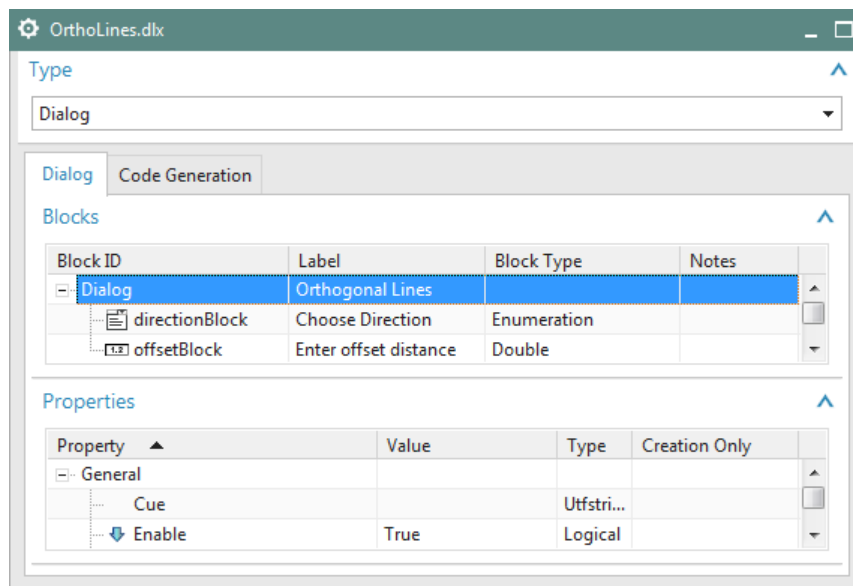 OrthoLines.dlx
Type
Dialog
Dialog Code Generation
Blocks
Block ID Label Block Type Notes
Dialog Orthogonal Lines
directionBlock Choose Direction Enumeration
1.2 offsetBlock Enter offset distance Double
Properties
Property Value Type Creation Only
General
Cue Utfstri...
Enable True Logical